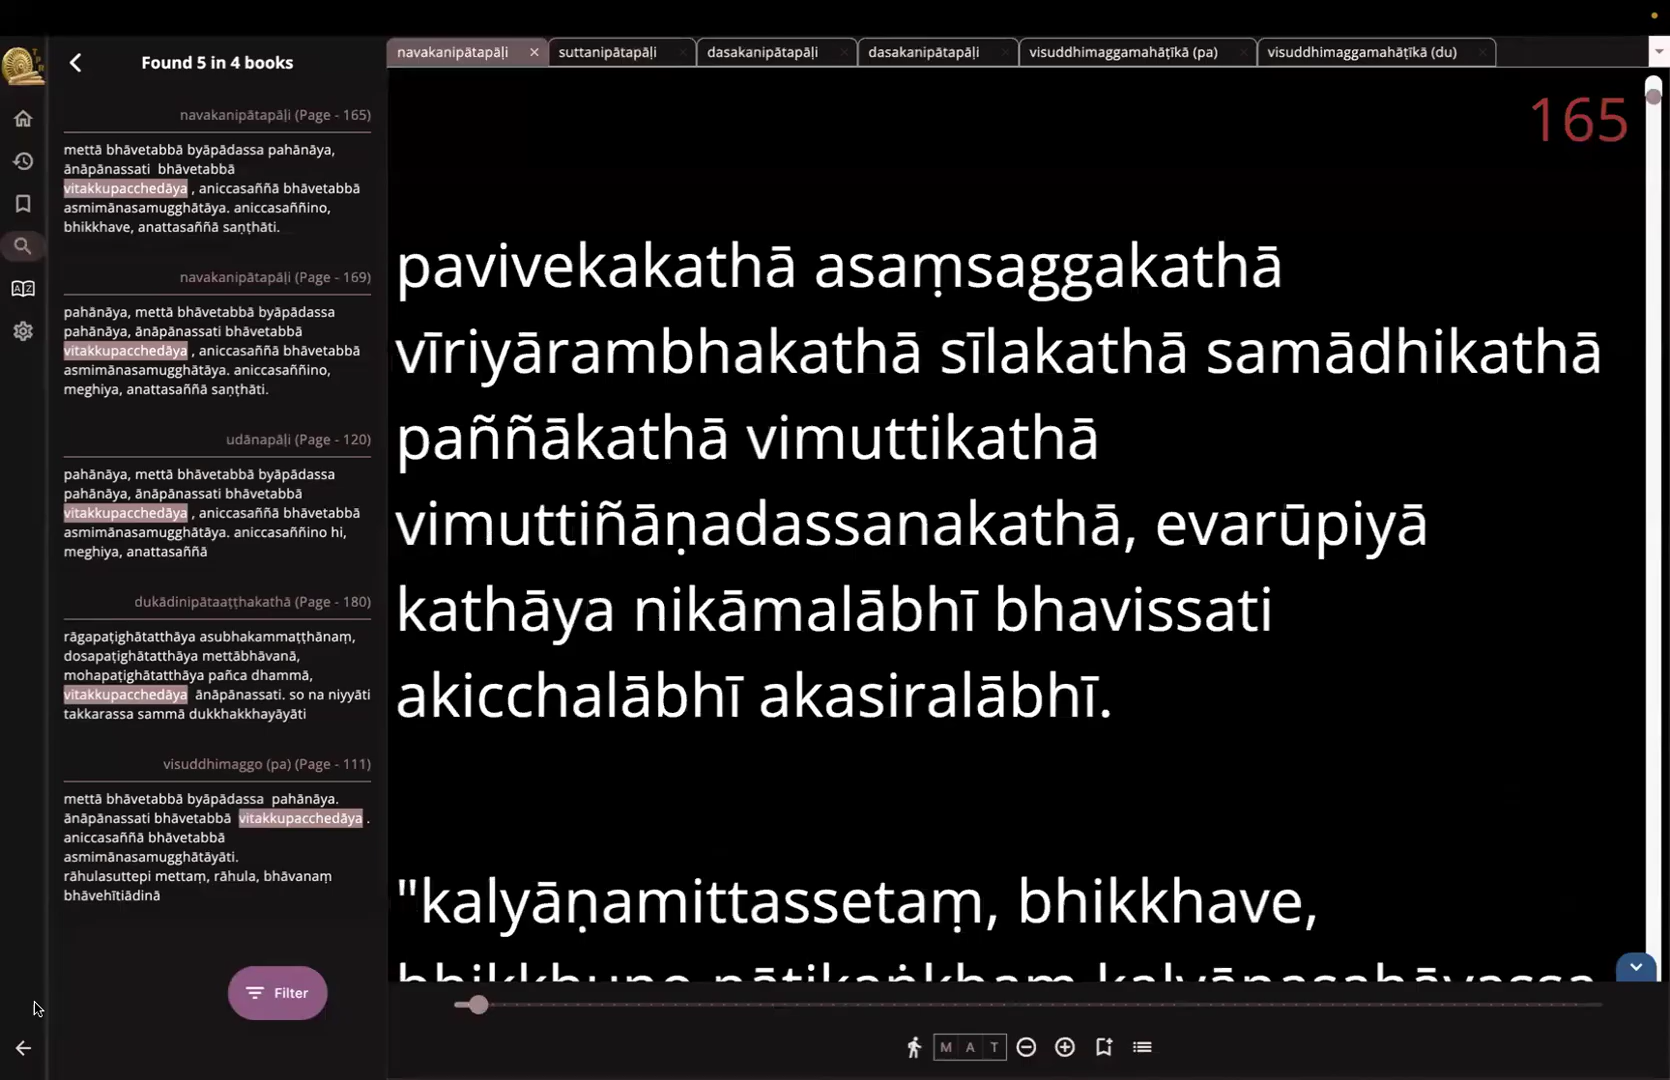 Found 5 in 4 books
navakanipātapāḷi (Page - 165)
mettā bhāvetabbā byāpādassa pahānāya,
ānāpānassati bhāvetabbā
vitakkupacchedāya , aniccasaññā bhāvetabbā
asmimānasamugghātāya. aniccasaññino,
bhikkhave, anattasaññā saṇṭhāti.
navakanipātapāḷi (Page - 169)
pahānāya, mettā bhāvetabbā byāpādassa
pahānāya, ānāpānassati bhāvetabbā
vitakkupacchedāya , aniccasaññā bhāvetabbā
asmimānasamugghātāya. aniccasaññino,
meghiya, anattasaññā saṇṭhāti.
udānapāḷi (Page - 120)
pahānāya, mettā bhāvetabbā byāpādassa
pahānāya, ānāpānassati bhāvetabbā
vitakkupacchedāya , aniccasaññā bhāvetabbā
asmimānasamugghātāya. aniccasaññino hi,
meghiya, anattasaññā
dukādinipātaaṭṭhakathā (Page - 180)
rāgapaṭighātatthāya asubhakammaṭṭhānaṃ,
dosapaṭighātatthāya mettābhāvanā,
mohapaṭighātatthāya pañca dhammā,
vitakkupacchedāya ānāpānassati. so na niyyāti
takkarassa sammā dukkhakkhayāyāti
visuddhimaggo (pa) (Page - 111)
mettā bhāvetabbā byāpādassa pahānāya.
ānāpānassati bhāvetabbā vitakkupacchedāya .
aniccasaññā bhāvetabbā
asmimānasamugghātāyāti.
rāhulasuttepi mettaṃ, rāhula, bhāvanaṃ
bhāvehītiādinā
Filter
navakanipātapāḷi
suttanipātapāḷi
dasakanipātapāḷi
dasakanipātapāḷi
visuddhimaggamahāṭīkā (pa)
visuddhimaggamahāṭīkā (du)
165
pavivekakathā asaṃsaggakathā
vīriyārambhakathā sīlakathā samādhikathā
paññākathā vimuttikathā
vimuttiñāṇadassanakathā, evarūpiyā
kathāya nikāmalābhī bhavissati
akicchalābhī akasiralābhī.
"kalyāṇamittassetaṃ, bhikkhave,
bhikkhuno pāṭikaṅkhaṃ kalyāṇasahāyassa
M A T